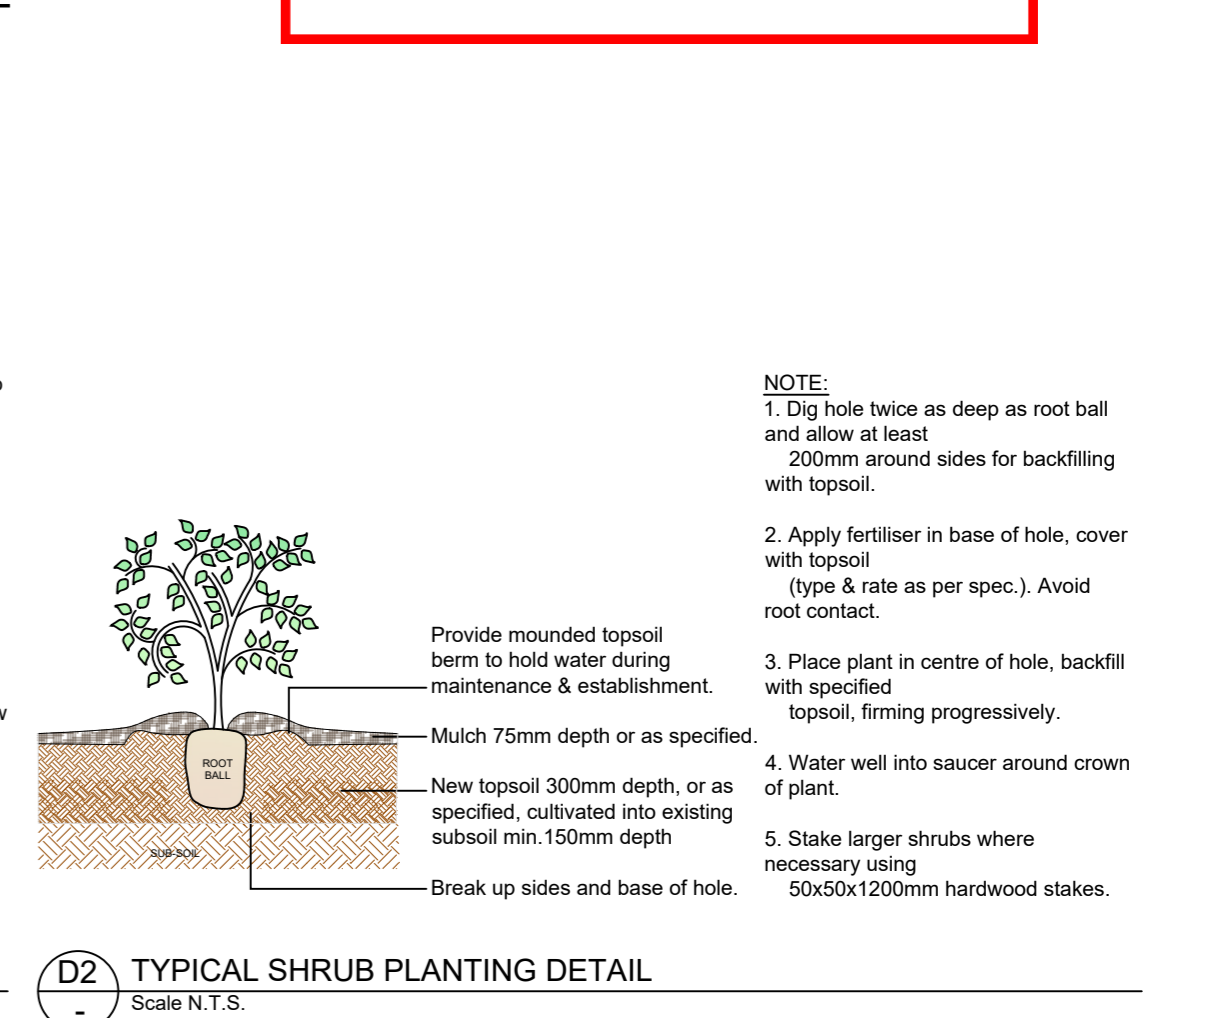 NOTE:
1. Dig hole twice as deep as root ball
and allow at least
200mm around sides for backfilling
with topsoil.
2. Apply fertiliser in base of hole, cover
with topsoil
(type & rate as per spec.). Avoid
root contact.
3. Place plant in centre of hole, backfill
with specified
topsoil, firming progressively.
4. Water well into saucer around crown
of plant.
5. Stake larger shrubs where
necessary using
50x50x1200mm hardwood stakes.
Provide mounded topsoil
berm to hold water during
maintenance & establishment.
Mulch 75mm depth or as specified.
New topsoil 300mm depth, or as
specified, cultivated into existing
subsoil min.150mm depth
Break up sides and base of hole.
ROOT
BALL
SUB-SOIL
D2
-
TYPICAL SHRUB PLANTING DETAIL
Scale N.T.S.